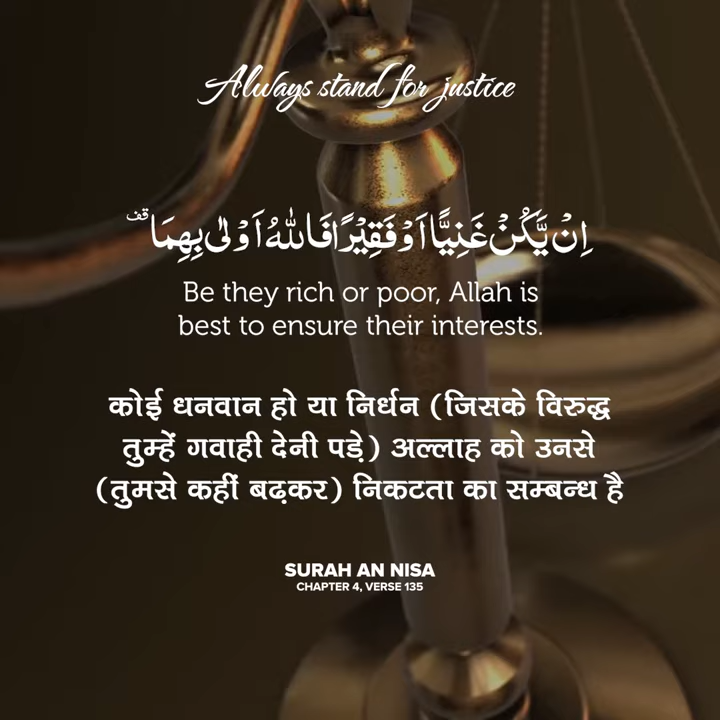 Always stand for justice
اِنْ يَّكُنْ غَنِيًّا اَوْ فَقِيْرًا فَاللّٰهُ اَوْلٰى بِهِمَا ۫ قف
Be they rich or poor, Allah is
best to ensure their interests.
कोई धनवान हो या निर्धन (जिसके विरुद्ध
तुम्हें गवाही देनी पड़े) अल्लाह को उनसे
(तुमसे कहीं बढ़कर) निकटता का सम्बन्ध है
SURAH AN NISA
CHAPTER 4, VERSE 135